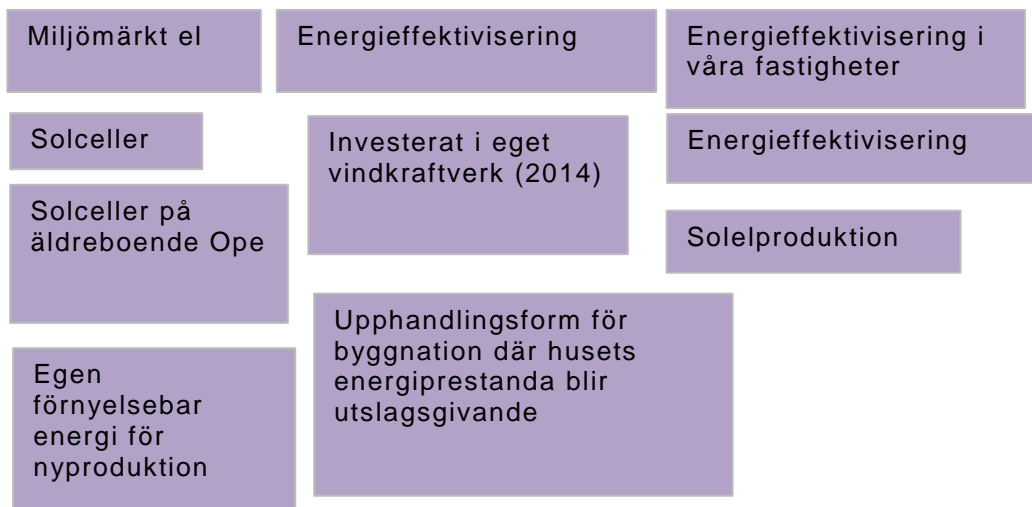 Miljömärkt el
Energieffektivisering
Energieffektivisering i
våra fastigheter
Solceller
Investerat i eget
vindkraftverk (2014)
Energieffektivisering
Solceller på
äldreboende Ope
Solelproduktion
Upphandlingsform för
byggnation där husets
energiprestanda blir
utslagsgivande
Egen
förnyelsebar
energi för
nyproduktion